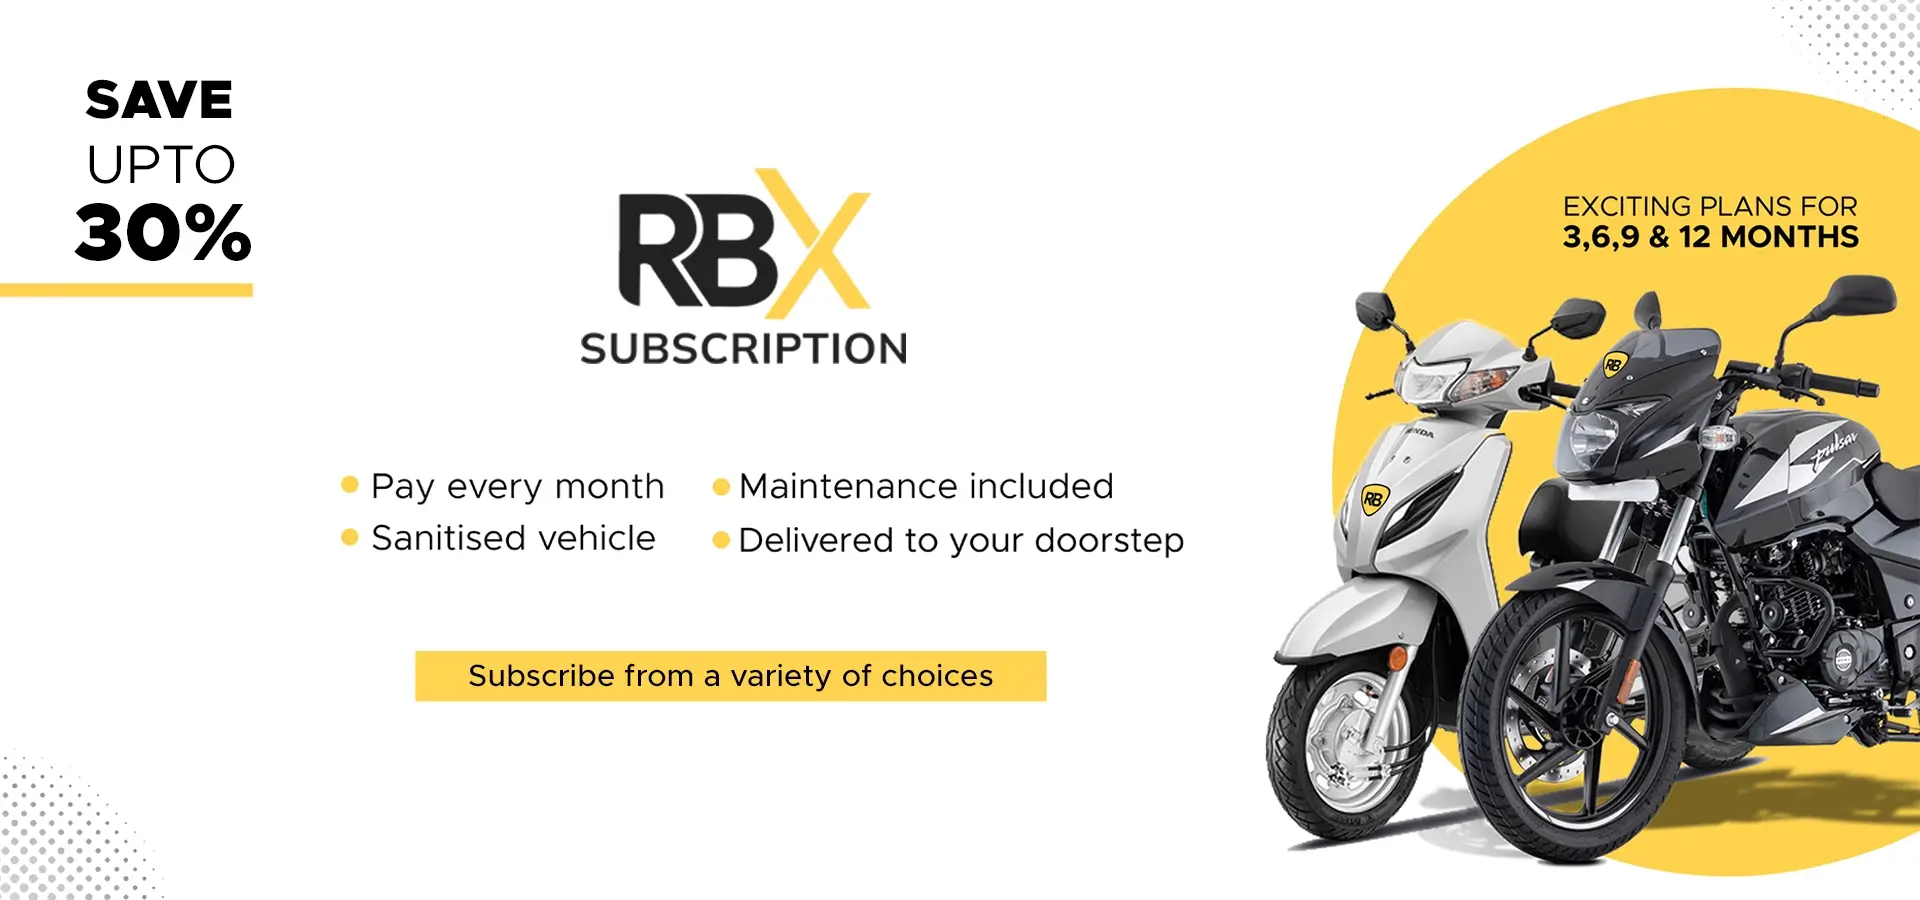 SAVE
UPTO
30%
RBX
SUBSCRIPTION
Pay every month
Maintenance included
Sanitised vehicle
Delivered to your doorstep
Subscribe from a variety of choices
EXCITING PLANS FOR
3,6,9 & 12 MONTHS
RB
HONDA
pulsar
RB